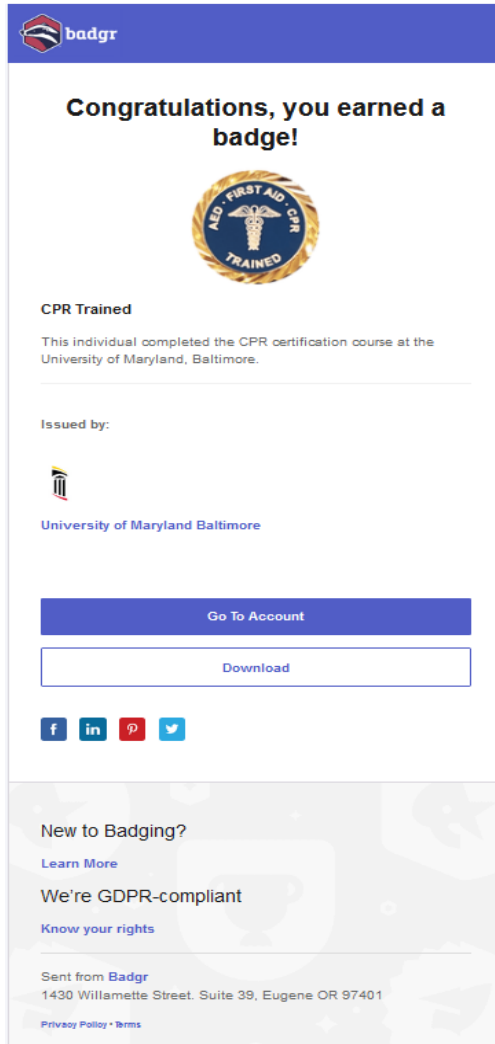 badgr
Congratulations, you earned a
badge!
AED · FIRST AID · CPR
TRAINED
CPR Trained
This individual completed the CPR certification course at the
University of Maryland, Baltimore.
Issued by:
University of Maryland Baltimore
Go To Account
Download
New to Badging?
Learn More
We're GDPR-compliant
Know your rights
Sent from Badgr
1430 Willamette Street. Suite 39, Eugene OR 97401
Privacy Policy • Terms